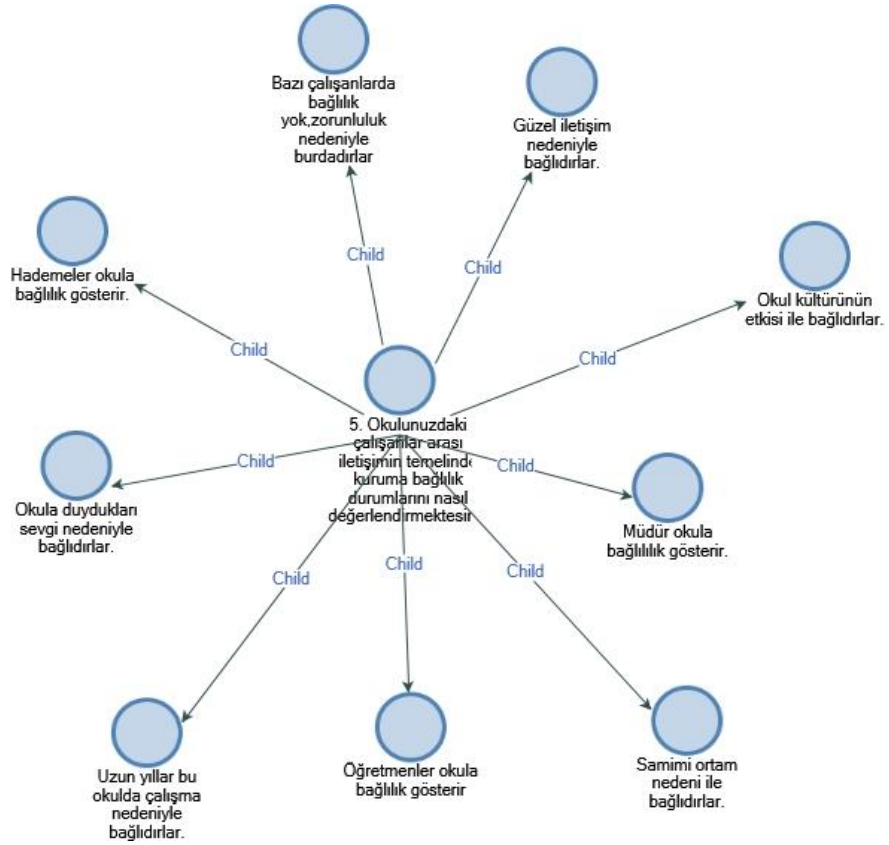 Bazı çalışanlarda
bağlılık
yok,zorunluluk
nedeniyle
burdadırlar
Güzel iletişim
nedeniyle
bağlıdırlar.
Hademeler okula
bağlılık gösterir.
Okul kültürünün
etkisi ile bağlıdırlar.
Child
Child
Child
Child
5. Okulunuzdaki
çalışanlar arası
iletişimin temelinde
kuruma bağlılık
durumlarını nasıl
değerlendirmektesin
Child
Child
Okula duydukları
sevgi nedeniyle
bağlıdırlar.
Müdür okula
bağlılılık gösterir.
Child
Child
Child
Uzun yıllar bu
okulda çalışma
nedeniyle
bağlıdırlar.
Öğretmenler okula
bağlılık gösterir
Samimi ortam
nedeni ile
bağlıdırlar.